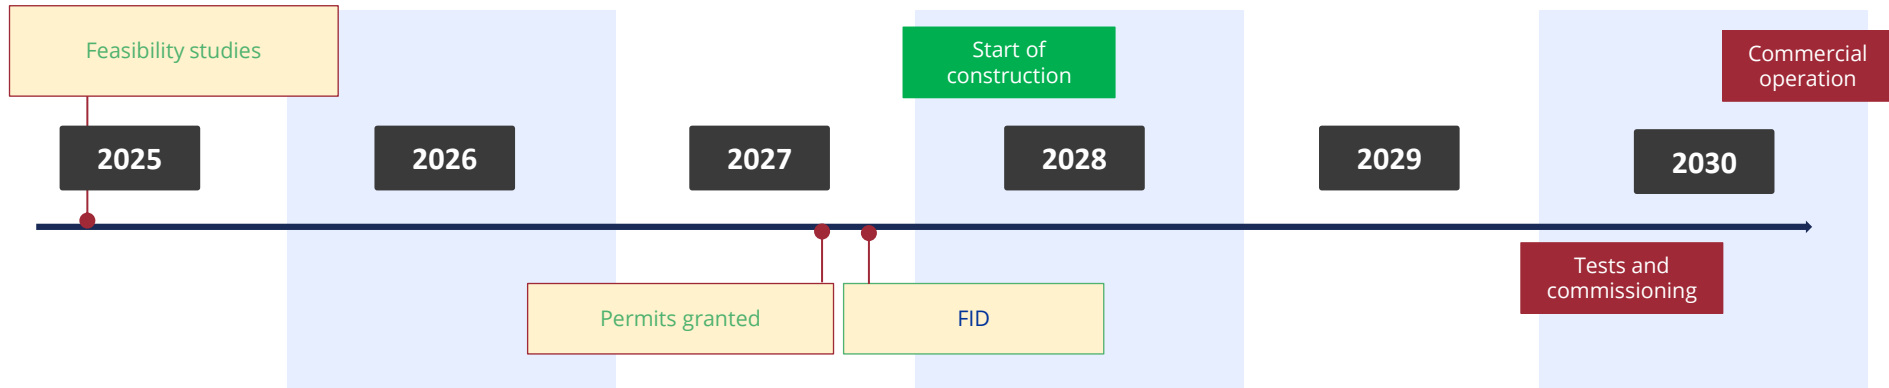 Feasibility studies
Start of
construction
Commercial
operation
2025
2026
2027
2028
2029
2030
Tests and
commissioning
Permits granted
FID